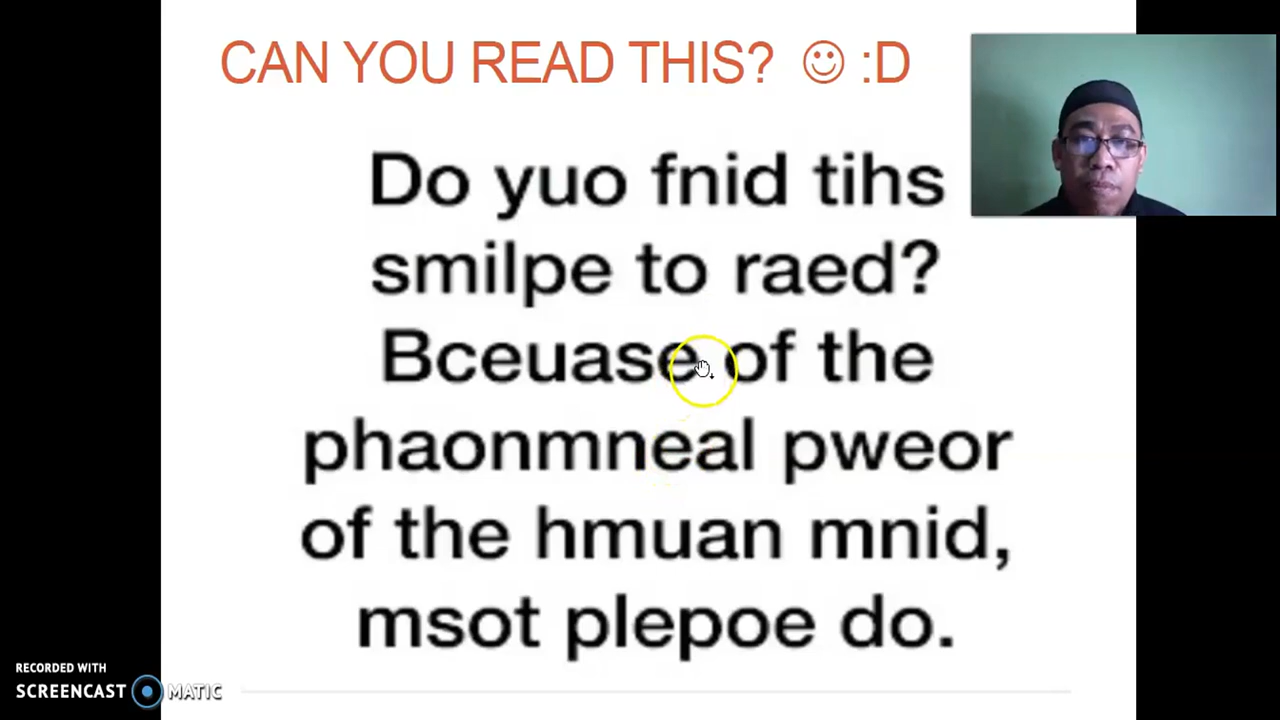 CAN YOU READ THIS? ☺ :D
Do yuo fnid tihs
smilpe to raed?
Bceuase of the
phaonmneal pweor
of the hmuan mnid,
msot plepoe do.
RECORDED WITH
SCREENCAST MATIC